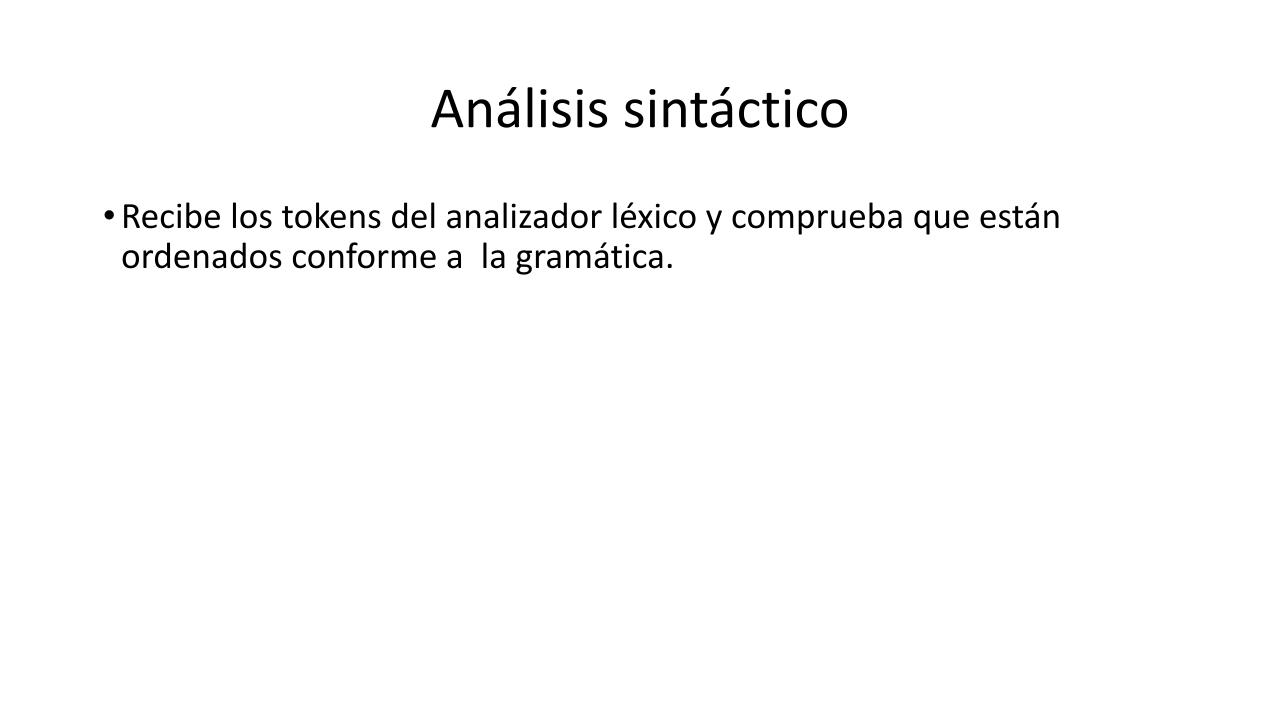 Análisis sintáctico
• Recibe los tokens del analizador léxico y comprueba que están
ordenados conforme a  la gramática.